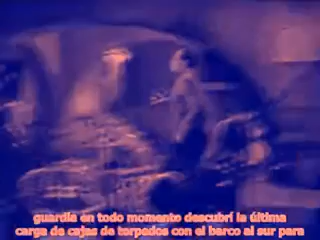 guardia en todo momento descubrí la última
carga de cajas de torpedos con el barco al sur para